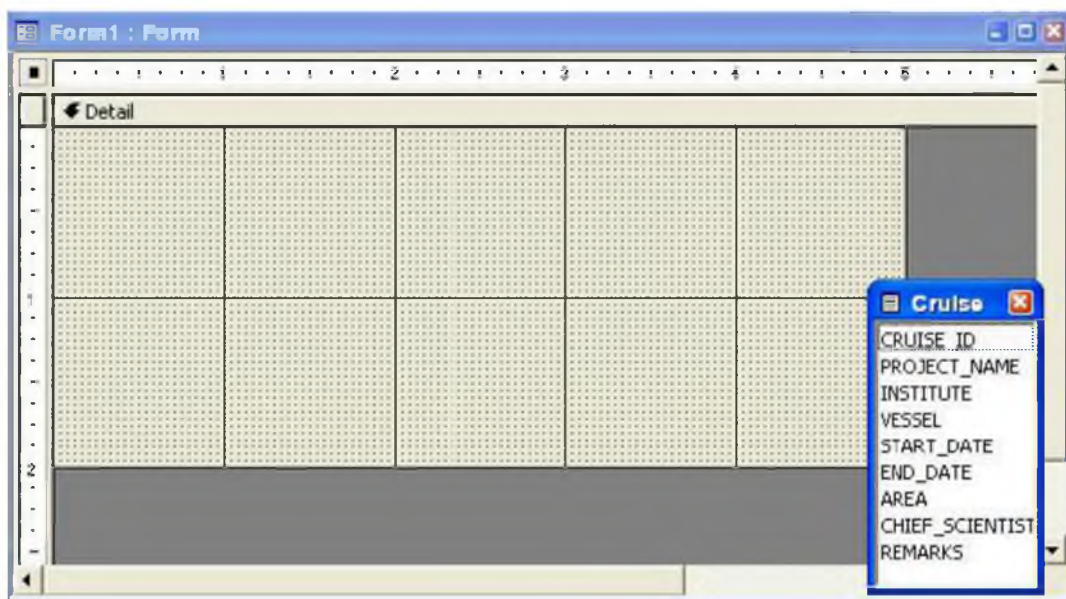 Form1 : Form
1 2 3 4 5
Detail
1
2
Cruise
CRUISE_ID
PROJECT_NAME
INSTITUTE
VESSEL
START_DATE
END_DATE
AREA
CHIEF_SCIENTIST
REMARKS